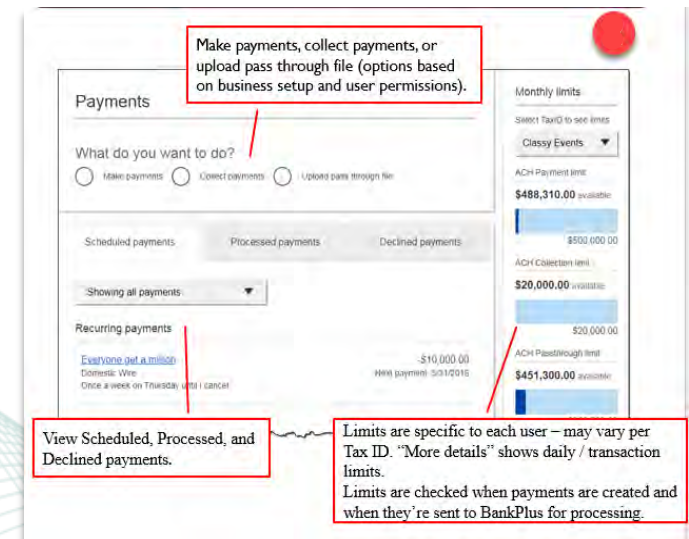 Make payments, collect payments, or
upload pass through file (options based
on business setup and user permissions).
Payments
What do you want to do?
Make payments
Collect payments
Upload pass through file
Scheduled payments
Processed payments
Declined payments
Showing all payments
Recurring payments
Everyone get a million
-$10,000.00
Domestic Wire
Next payment: 5/31/2016
Once a week on Thursday until I cancel
Monthly limits
Select TaxID to see limits
Classy Events
ACH Payment limit
$488,310.00 available
$500,000.00
ACH Collection limit
$20,000.00 available
$20,000.00
ACH Passthrough limit
$451,300.00 available
View Scheduled, Processed, and
Declined payments.
Limits are specific to each user – may vary per
Tax ID. “More details” shows daily / transaction
limits.
Limits are checked when payments are created and
when they’re sent to BankPlus for processing.